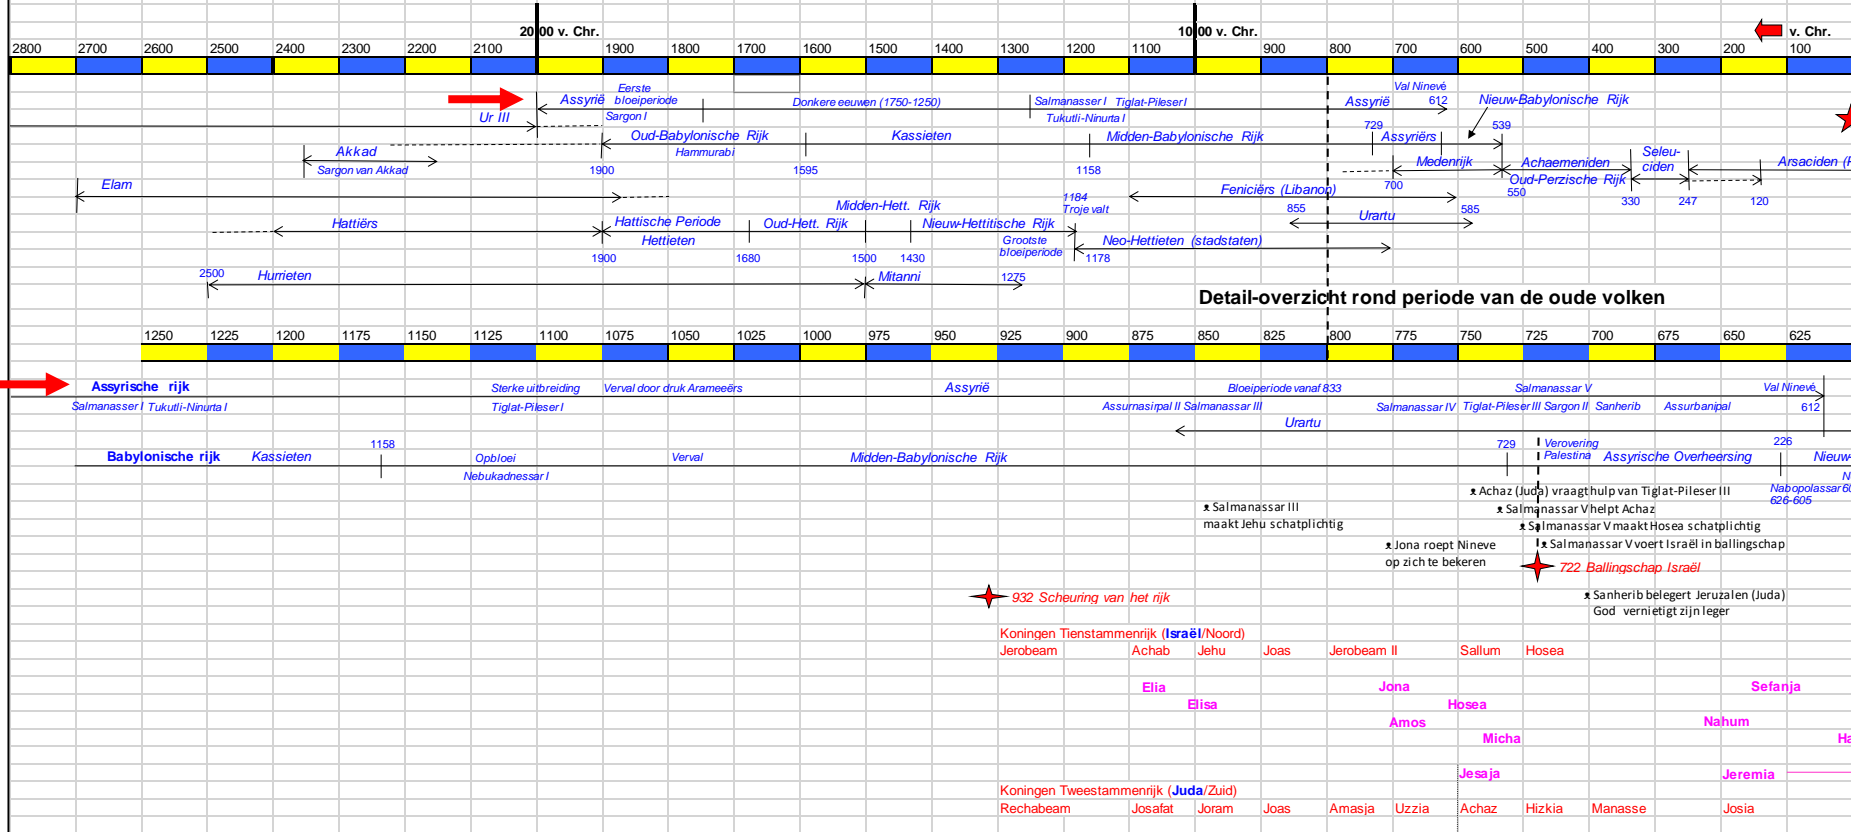 2000 v. Chr.
1000 v. Chr.
v. Chr.
2800 2700 2600 2500 2400 2300 2200 2100 1900 1800 1700 1600 1500 1400 1300 1200 1100 900 800 700 600 500 400 300 200 100
Eerste bloeiperiode
Val Ninevé
Assyrië
Donkere eeuwen (1750-1250)
Salmanasser I Tiglat-Pileser I
Assyrië
612
Nieuw-Babylonische Rijk
Ur III
Sargon I
Tukutli-Ninurta I
729
539
Oud-Babylonische Rijk
Kassieten
Midden-Babylonische Rijk
Assyriërs
Akkad
Hammurabi
Medenrijk
Achaemeniden
Seleu-
ciden
Arsaciden (P
Sargon van Akkad
1900
1595
1158
Oud-Perzische Rijk
Elam
700
550
330
247
120
Feniciërs (Libanon)
1184
Troje valt
Midden-Hett. Rijk
855
Urartu
585
Hattiërs
Hattische Periode
Oud-Hett. Rijk
Nieuw-Hettitische Rijk
Hettieten
Grootste bloeiperiode
Neo-Hettieten (stadstaten)
1900
1680
1500
1430
1178
2500
Hurrieten
Mitanni
1275
Detail-overzicht rond periode van de oude volken
1250 1225 1200 1175 1150 1125 1100 1075 1050 1025 1000 975 950 925 900 875 850 825 800 775 750 725 700 675 650 625
Assyrische rijk
Sterke uitbreiding
Verval door druk Arameeërs
Assyrië
Bloeiperiode vanaf 833
Salmanassar V
Val Ninevé
Salmanasser I Tukutli-Ninurta I
Tiglat-Pileser I
Assurnasirpal II Salmanassar III
Salmanassar IV
Tiglat-Pileser III Sargon II
Sanherib
Assurbanipal
612
Urartu
1158
729
Verovering
Palestina
226
Babylonische rijk
Kassieten
Opbloei
Verval
Midden-Babylonische Rijk
Assyrische Overheersing
Nieuw-
Nebukadnessar I
N
Achaz (Juda) vraagt hulp van Tiglat-Pileser III
Nabopolassar 60
626-605
Salmanassar III
maakt Jehu schatplichtig
Salmanassar V helpt Achaz
Salmanassar V maakt Hosea schatplichtig
Jona roept Nineve
op zich te bekeren
Salmanassar V voert Israël in ballingschap
722 Ballingschap Israël
932 Scheuring van het rijk
Sanherib belegert Jeruzalen (Juda)
God vernietigt zijn leger
Koningen Tienstammenrijk (Israël/Noord)
Jerobeam Achab Jehu Joas Jerobeam II Sallum Hosea
Elia Jona Sefanja
Elisa Hosea
Amos Nahum
Micha Ha
Jesaja Jeremia
Koningen Tweestammenrijk (Juda/Zuid)
Rechabeam Josafat Joram Joas Amasja Uzzia Achaz Hizkia Manasse Josia